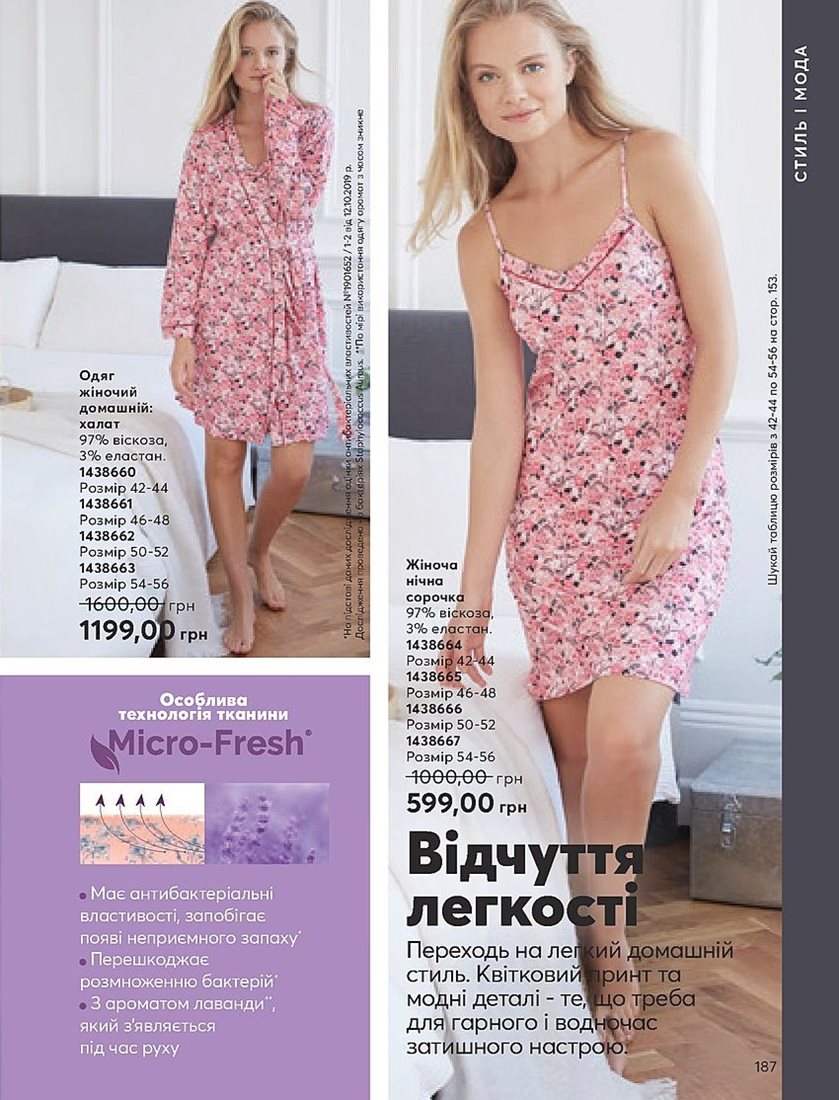 СТИЛЬ І МОДА
Одяг
жіночий
домашній:
халат
97% віскоза,
3% еластан.
1438660
Розмір 42-44
1438661
Розмір 46-48
1438662
Розмір 50-52
1438663
Розмір 54-56
1600,00 грн
1199,00 грн
*На підставі даних дослідження оцінки антибактеріальних властивостей №1901652 / 1-2 від 12.10.2019 р.
Дослідження проведено на бактеріях Staphylococcus Aureus. **По мірі використання одягу аромат з часом зникне
Особлива
технологія тканини
Micro-Fresh®
• Має антибактеріальні
властивості, запобігає
появі неприємного запаху*
• Перешкоджає
розмноженню бактерій*
• З ароматом лаванди**,
який з'являється
під час руху
Шукай таблицю розмірів з 42-44 по 54-56 на стор. 153.
Жіноча
нічна
сорочка
97% віскоза,
3% еластан.
1438664
Розмір 42-44
1438665
Розмір 46-48
1438666
Розмір 50-52
1438667
Розмір 54-56
1000,00 грн
599,00 грн
Відчуття
легкості
Переходь на легкий домашній
стиль. Квітковий принт та
модні деталі - те, що треба
для гарного і водночас
затишного настрою.
187